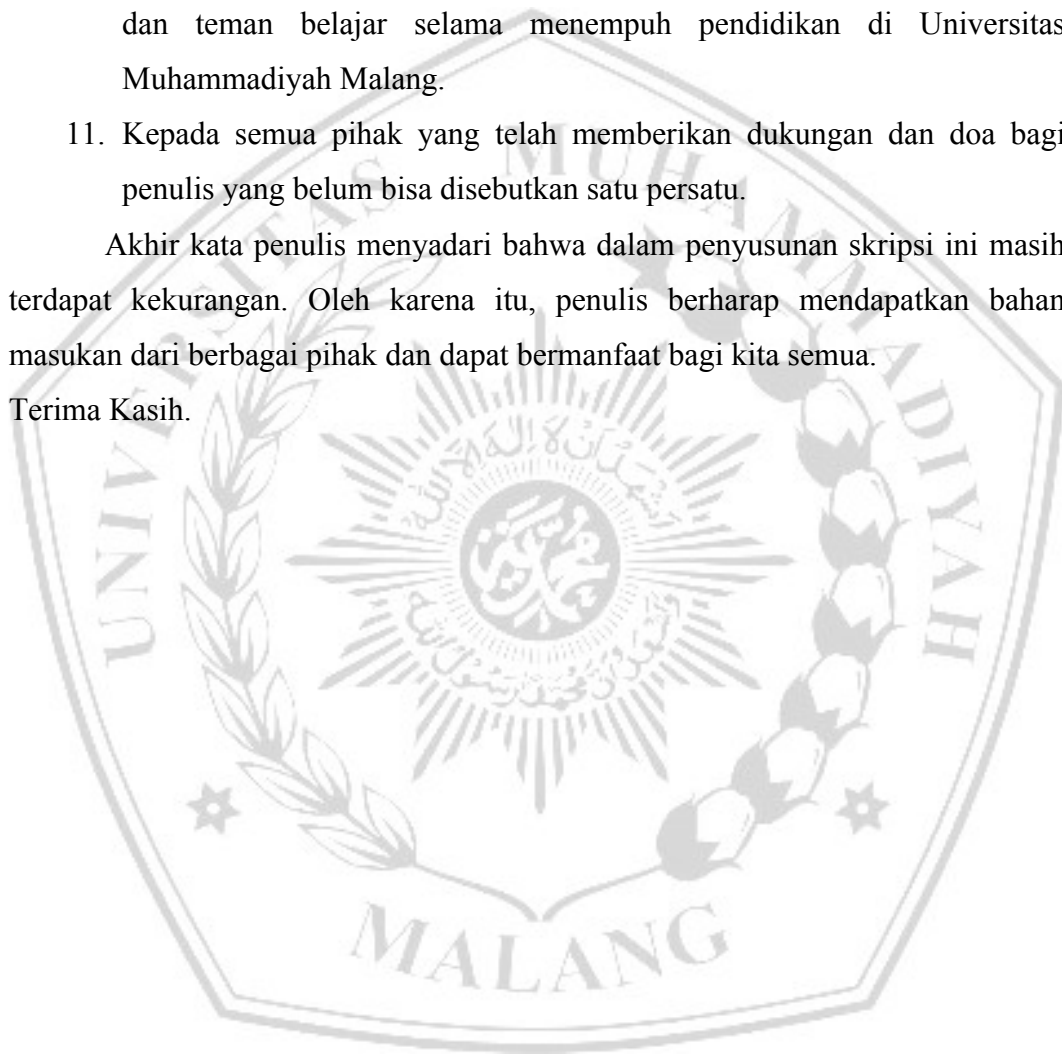 dan teman belajar selama menempuh pendidikan di Universitas
Muhammadiyah Malang.
11. Kepada semua pihak yang telah memberikan dukungan dan doa bagi
penulis yang belum bisa disebutkan satu persatu.
Akhir kata penulis menyadari bahwa dalam penyusunan skripsi ini masih
terdapat kekurangan. Oleh karena itu, penulis berharap mendapatkan bahan
masukan dari berbagai pihak dan dapat bermanfaat bagi kita semua.
Terima Kasih.
UNIVERSITAS MUHAMMADIYAH
MALANG